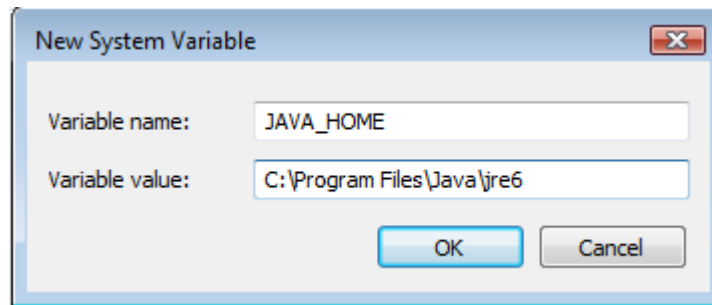 New System Variable
Variable name: JAVA_HOME
Variable value: C:\Program Files\Java\jre6
OK Cancel